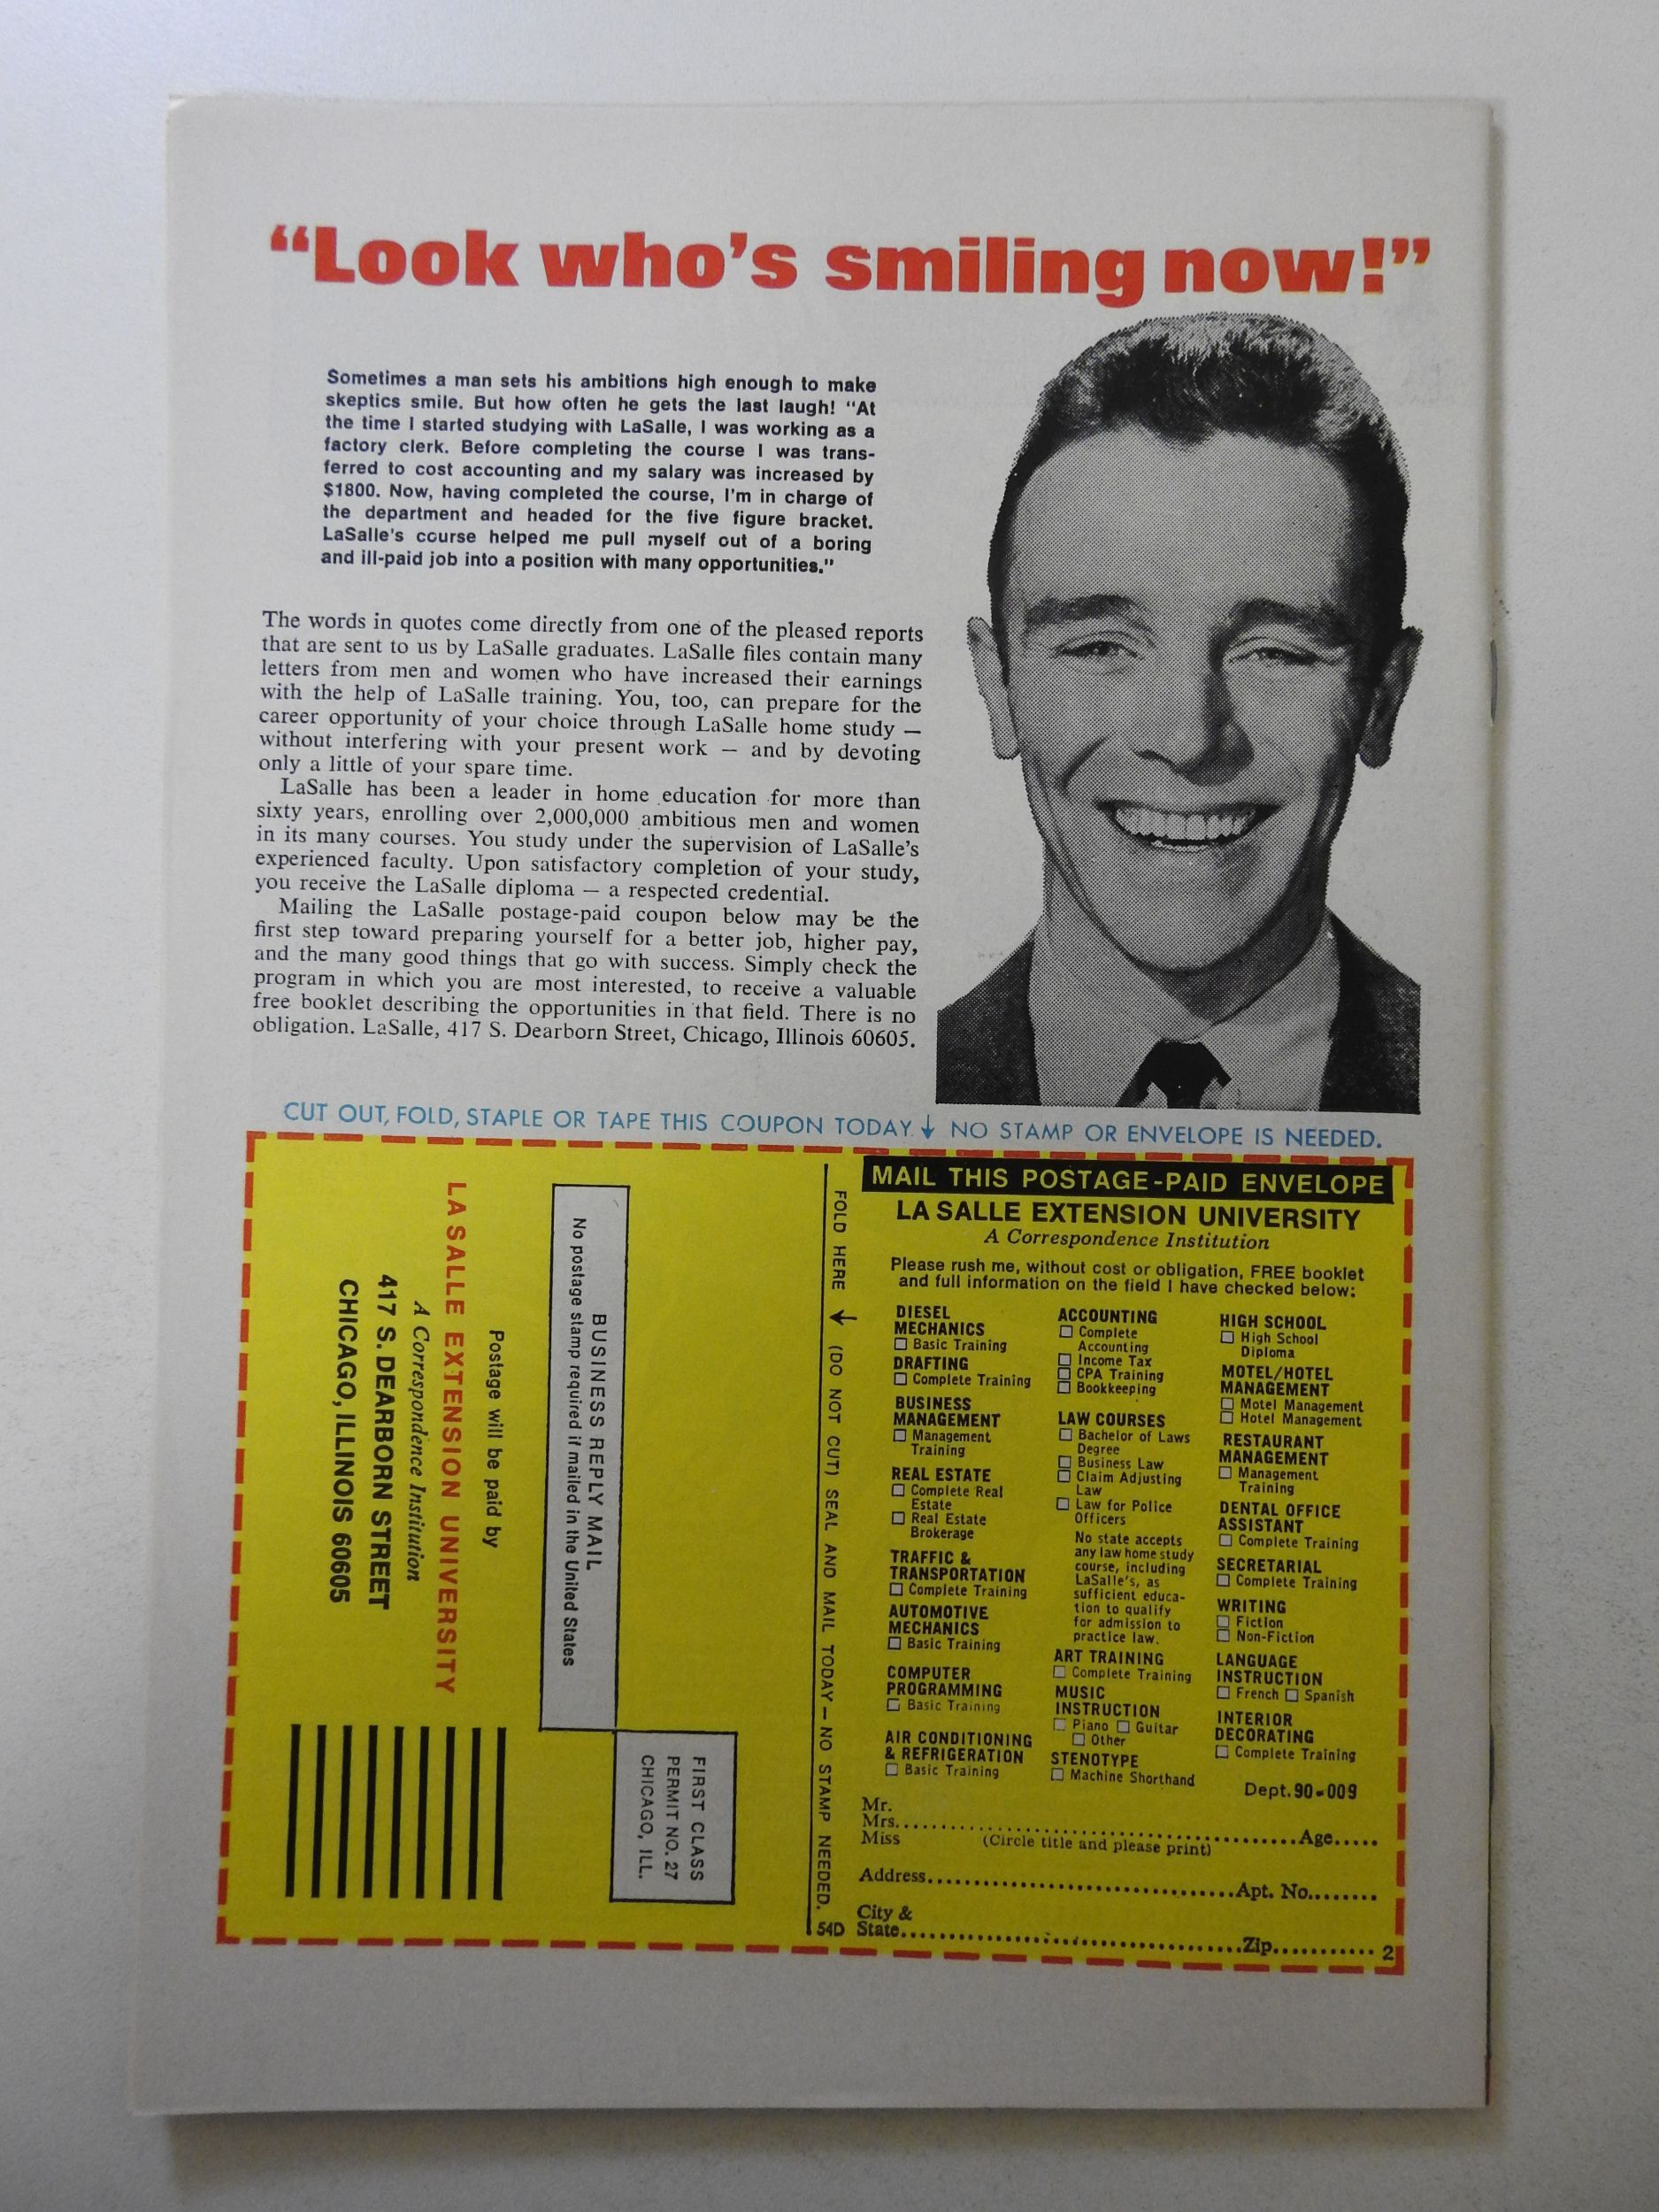 “Look who’s smiling now!”
Sometimes a man sets his ambitions high enough to make
skeptics smile. But how often he gets the last laugh! “At
the time I started studying with LaSalle, I was working as a
factory clerk. Before completing the course I was trans-
ferred to cost accounting and my salary was increased by
$1800. Now, having completed the course, I’m in charge of
the department and headed for the five figure bracket.
LaSalle’s course helped me pull myself out of a boring
and ill-paid job into a position with many opportunities.”
The words in quotes come directly from one of the pleased reports
that are sent to us by LaSalle graduates. LaSalle files contain many
letters from men and women who have increased their earnings
with the help of LaSalle training. You, too, can prepare for the
career opportunity of your choice through LaSalle home study —
without interfering with your present work — and by devoting
only a little of your spare time.
LaSalle has been a leader in home education for more than
sixty years, enrolling over 2,000,000 ambitious men and women
in its many courses. You study under the supervision of LaSalle’s
experienced faculty. Upon satisfactory completion of your study,
you receive the LaSalle diploma — a respected credential.
Mailing the LaSalle postage-paid coupon below may be the
first step toward preparing yourself for a better job, higher pay,
and the many good things that go with success. Simply check the
program in which you are most interested, to receive a valuable
free booklet describing the opportunities in that field. There is no
obligation. LaSalle, 417 S. Dearborn Street, Chicago, Illinois 60605.
CUT OUT, FOLD, STAPLE OR TAPE THIS COUPON TODAY. ↓ NO STAMP OR ENVELOPE IS NEEDED.
FIRST CLASS
PERMIT NO. 27
CHICAGO, ILL.
BUSINESS REPLY MAIL
No postage stamp required if mailed in the United States
Postage will be paid by
LA SALLE EXTENSION UNIVERSITY
A Correspondence Institution
417 S. DEARBORN STREET
CHICAGO, ILLINOIS 60605
FOLD HERE → (DO NOT CUT) SEAL AND MAIL TODAY — NO STAMP NEEDED.
54D
MAIL THIS POSTAGE-PAID ENVELOPE
LA SALLE EXTENSION UNIVERSITY
A Correspondence Institution
Please rush me, without cost or obligation, FREE booklet
and full information on the field I have checked below:
DIESEL
MECHANICS
☐ Basic Training
DRAFTING
☐ Complete Training
BUSINESS
MANAGEMENT
☐ Management
Training
REAL ESTATE
☐ Complete Real
Estate
☐ Real Estate
Brokerage
TRAFFIC &
TRANSPORTATION
☐ Complete Training
AUTOMOTIVE
MECHANICS
☐ Basic Training
COMPUTER
PROGRAMMING
☐ Basic Training
AIR CONDITIONING
& REFRIGERATION
☐ Basic Training
ACCOUNTING
☐ Complete
Accounting
☐ Income Tax
☐ CPA Training
☐ Bookkeeping
LAW COURSES
☐ Bachelor of Laws
Degree
☐ Business Law
☐ Claim Adjusting
Law
☐ Law for Police
Officers
No state accepts
any law home study
course, including
LaSalle’s, as
sufficient educa-
tion to qualify
for admission to
practice law.
ART TRAINING
☐ Complete Training
MUSIC
INSTRUCTION
☐ Piano ☐ Guitar
☐ Other
STENOTYPE
☐ Machine Shorthand
HIGH SCHOOL
☐ High School
Diploma
MOTEL/HOTEL
MANAGEMENT
☐ Motel Management
☐ Hotel Management
RESTAURANT
MANAGEMENT
☐ Management
Training
DENTAL OFFICE
ASSISTANT
☐ Complete Training
SECRETARIAL
☐ Complete Training
WRITING
☐ Fiction
☐ Non-Fiction
LANGUAGE
INSTRUCTION
☐ French ☐ Spanish
INTERIOR
DECORATING
☐ Complete Training
Dept. 90-009
Mr.
Mrs. Age
Miss (Circle title and please print)
Address Apt. No.
City &
State Zip 2